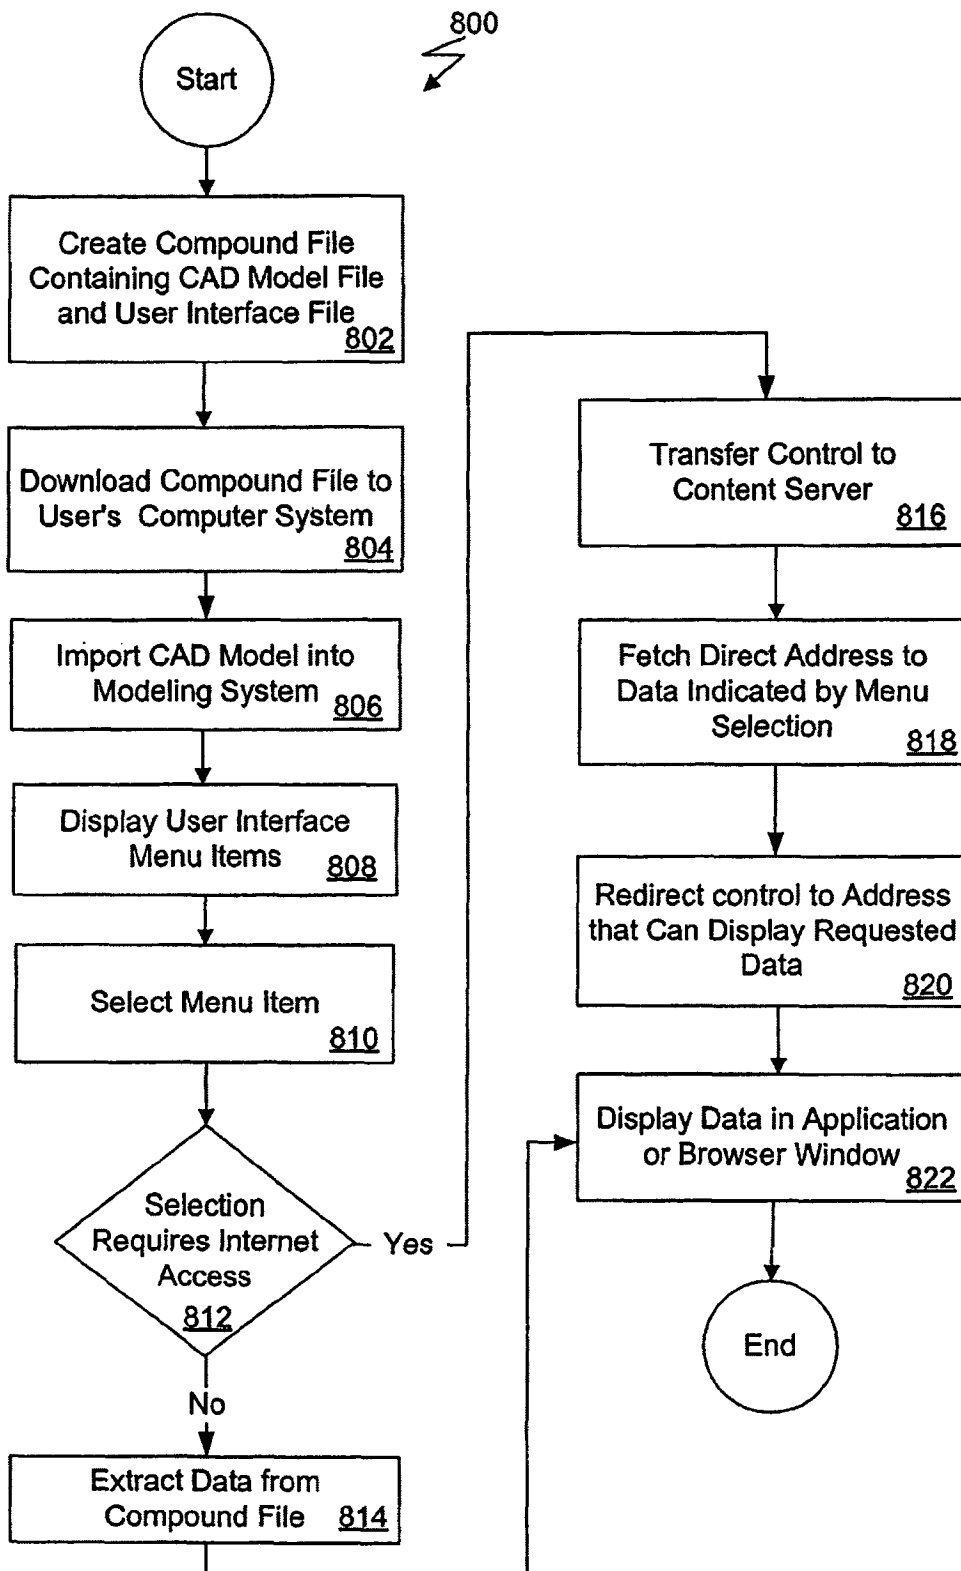 800
Start
Create Compound File
Containing CAD Model File
and User Interface File
802
Download Compound File to
User's Computer System
804
Import CAD Model into
Modeling System
806
Display User Interface
Menu Items
808
Select Menu Item
810
Selection
Requires Internet
Access
812
Yes
No
Extract Data from
Compound File
814
Transfer Control to
Content Server
816
Fetch Direct Address to
Data Indicated by Menu
Selection
818
Redirect control to Address
that Can Display Requested
Data
820
Display Data in Application
or Browser Window
822
End